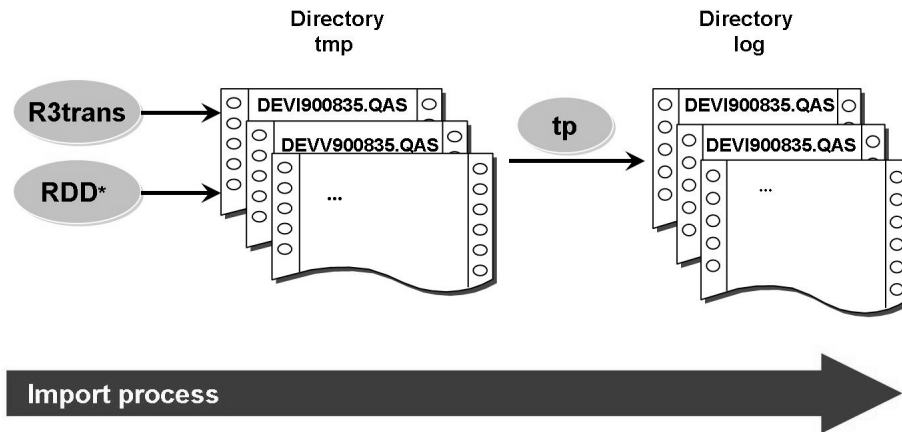 Directory
tmp
Directory
log
R3trans
RDD*
DEVI900835.QAS
DEVV900835.QAS
...
tp
DEVI900835.QAS
DEVI900835.QAS
...
Import process